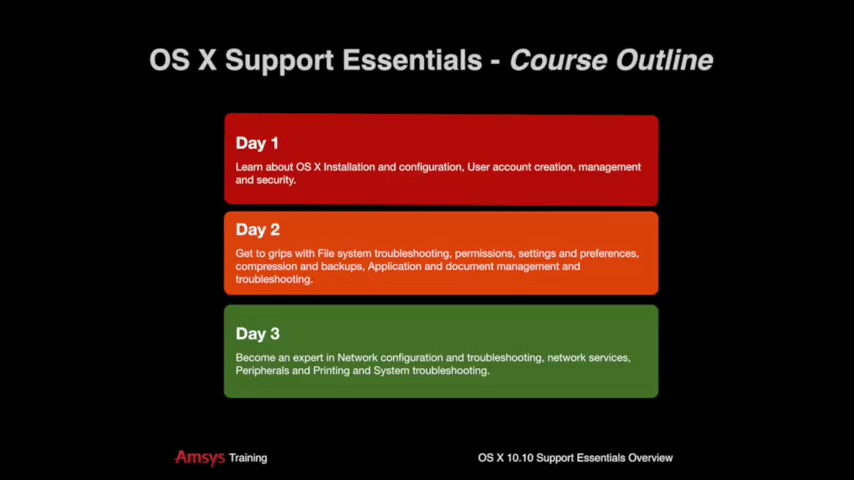 OS X Support Essentials - Course Outline
Day 1
Learn about OS X Installation and configuration, User account creation, management
and security.
Day 2
Get to grips with File system troubleshooting, permissions, settings and preferences,
compression and backups, Application and document management and
troubleshooting.
Day 3
Become an expert in Network configuration and troubleshooting, network services,
Peripherals and Printing and System troubleshooting.
Amsys Training
OS X 10.10 Support Essentials Overview